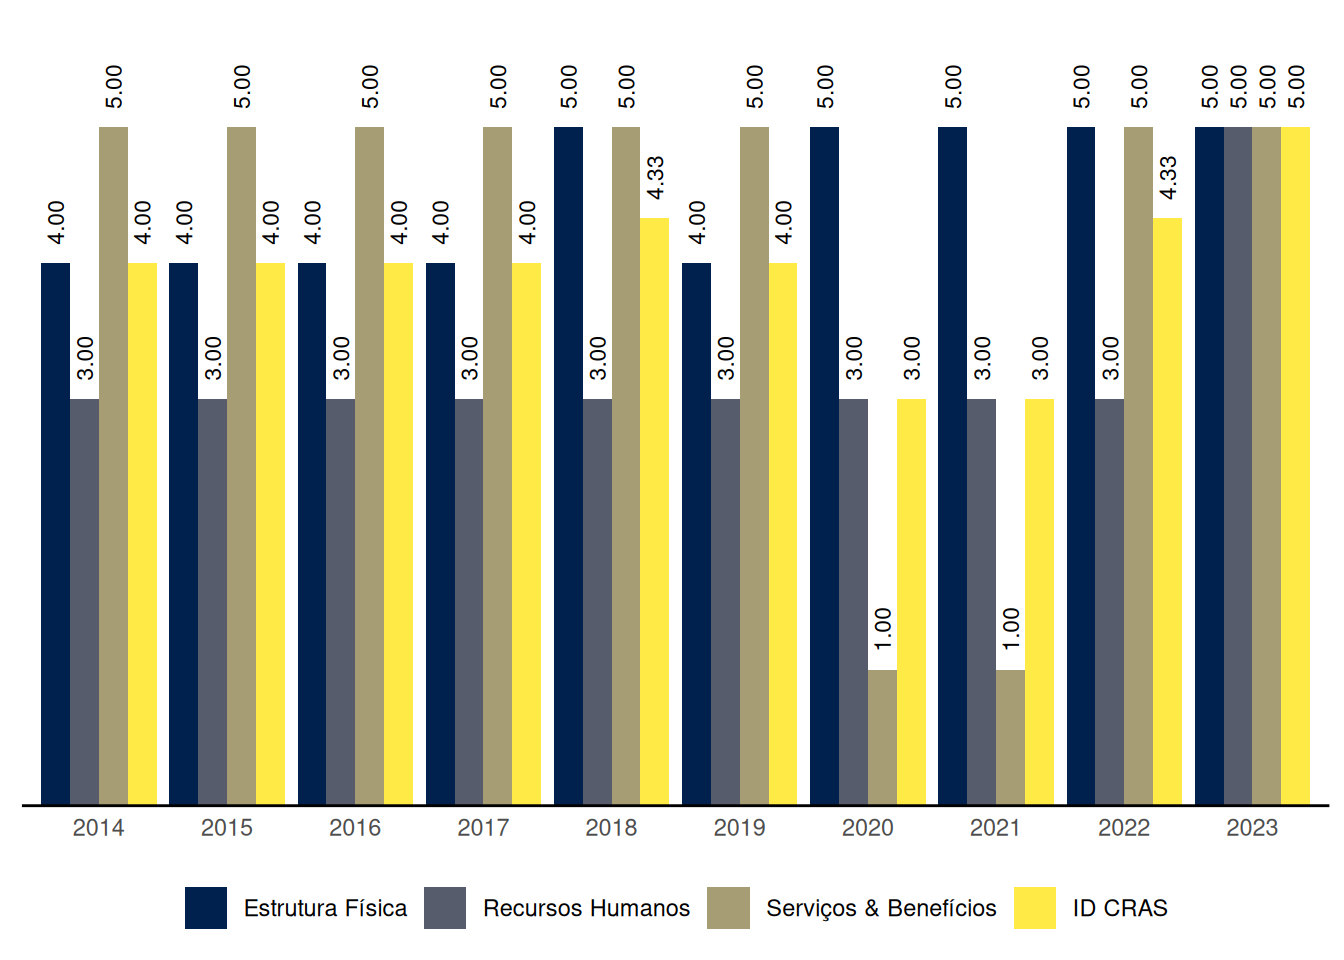 5.00 5.00 5.00 5.00 5.00 5.00 5.00 5.00 5.00 5.00 5.00 5.00 5.00 5.00
4.33 4.33
4.00 4.00 4.00 4.00 4.00 4.00 4.00 4.00 4.00 4.00
3.00 3.00 3.00 3.00 3.00 3.00 3.00 3.00 3.00 3.00 3.00
1.00 1.00
2014 2015 2016 2017 2018 2019 2020 2021 2022 2023
Estrutura Física Recursos Humanos Serviços & Benefícios ID CRAS